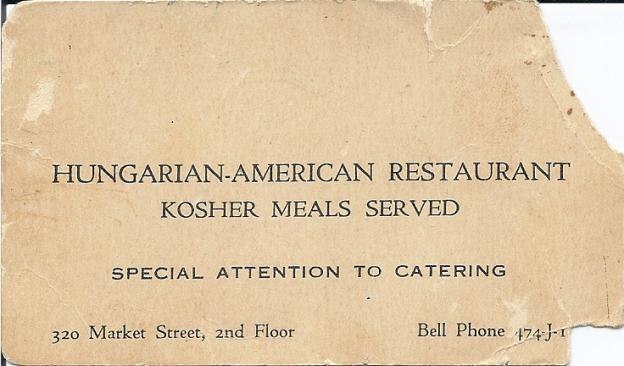 HUNGARIAN-AMERICAN RESTAURANT
KOSHER MEALS SERVED
SPECIAL ATTENTION TO CATERING
320 Market Street, 2nd Floor
Bell Phone 474-J-1